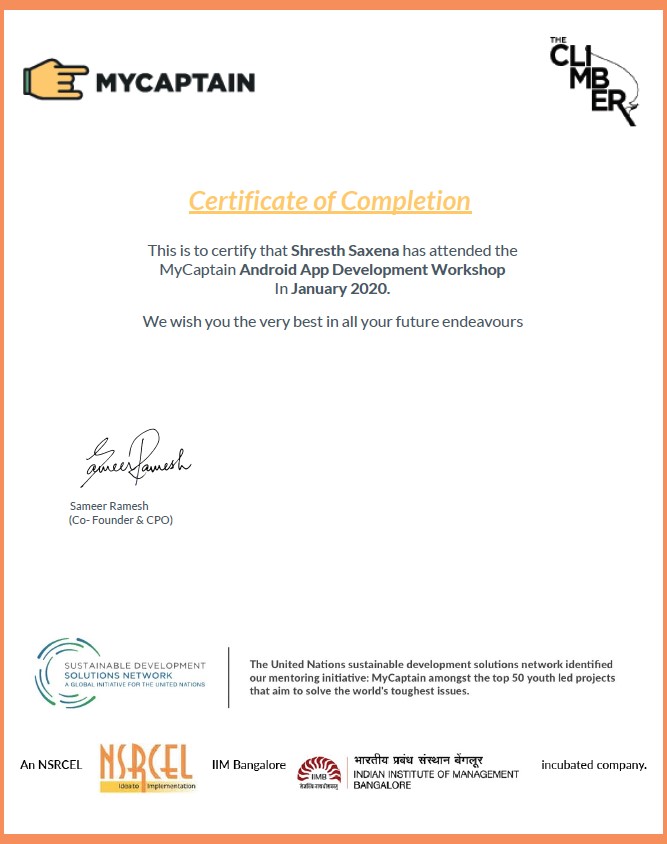 MYCAPTAIN
THE
CLI
MB
ER
Certificate of Completion
This is to certify that Shresth Saxena has attended the
MyCaptain Android App Development Workshop
In January 2020.
We wish you the very best in all your future endeavours
Sameer Ramesh
Sameer Ramesh
(Co- Founder & CPO)
SUSTAINABLE DEVELOPMENT
SOLUTIONS NETWORK
A GLOBAL INITIATIVE FOR THE UNITED NATIONS
The United Nations sustainable development solutions network identified
our mentoring initiative: MyCaptain amongst the top 50 youth led projects
that aim to solve the world's toughest issues.
An NSRCEL
NSRCEL
Idea to Implementation
IIM Bangalore
IIMB
भारतीय प्रबंध संस्थान बेंगलूर
INDIAN INSTITUTE OF MANAGEMENT
BANGALORE
incubated company.